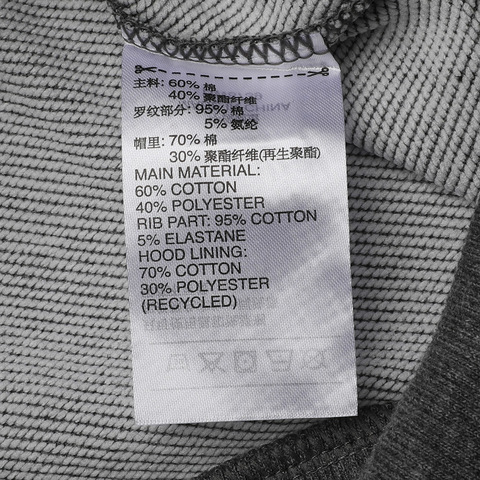 主料: 60% 棉
40% 聚酯纤维
罗纹部分: 95% 棉
5% 氨纶
帽里: 70% 棉
30% 聚酯纤维(再生聚酯)
MAIN MATERIAL:
60% COTTON
40% POLYESTER
RIB PART: 95% COTTON
5% ELASTANE
HOOD LINING:
70% COTTON
30% POLYESTER
(RECYCLED)